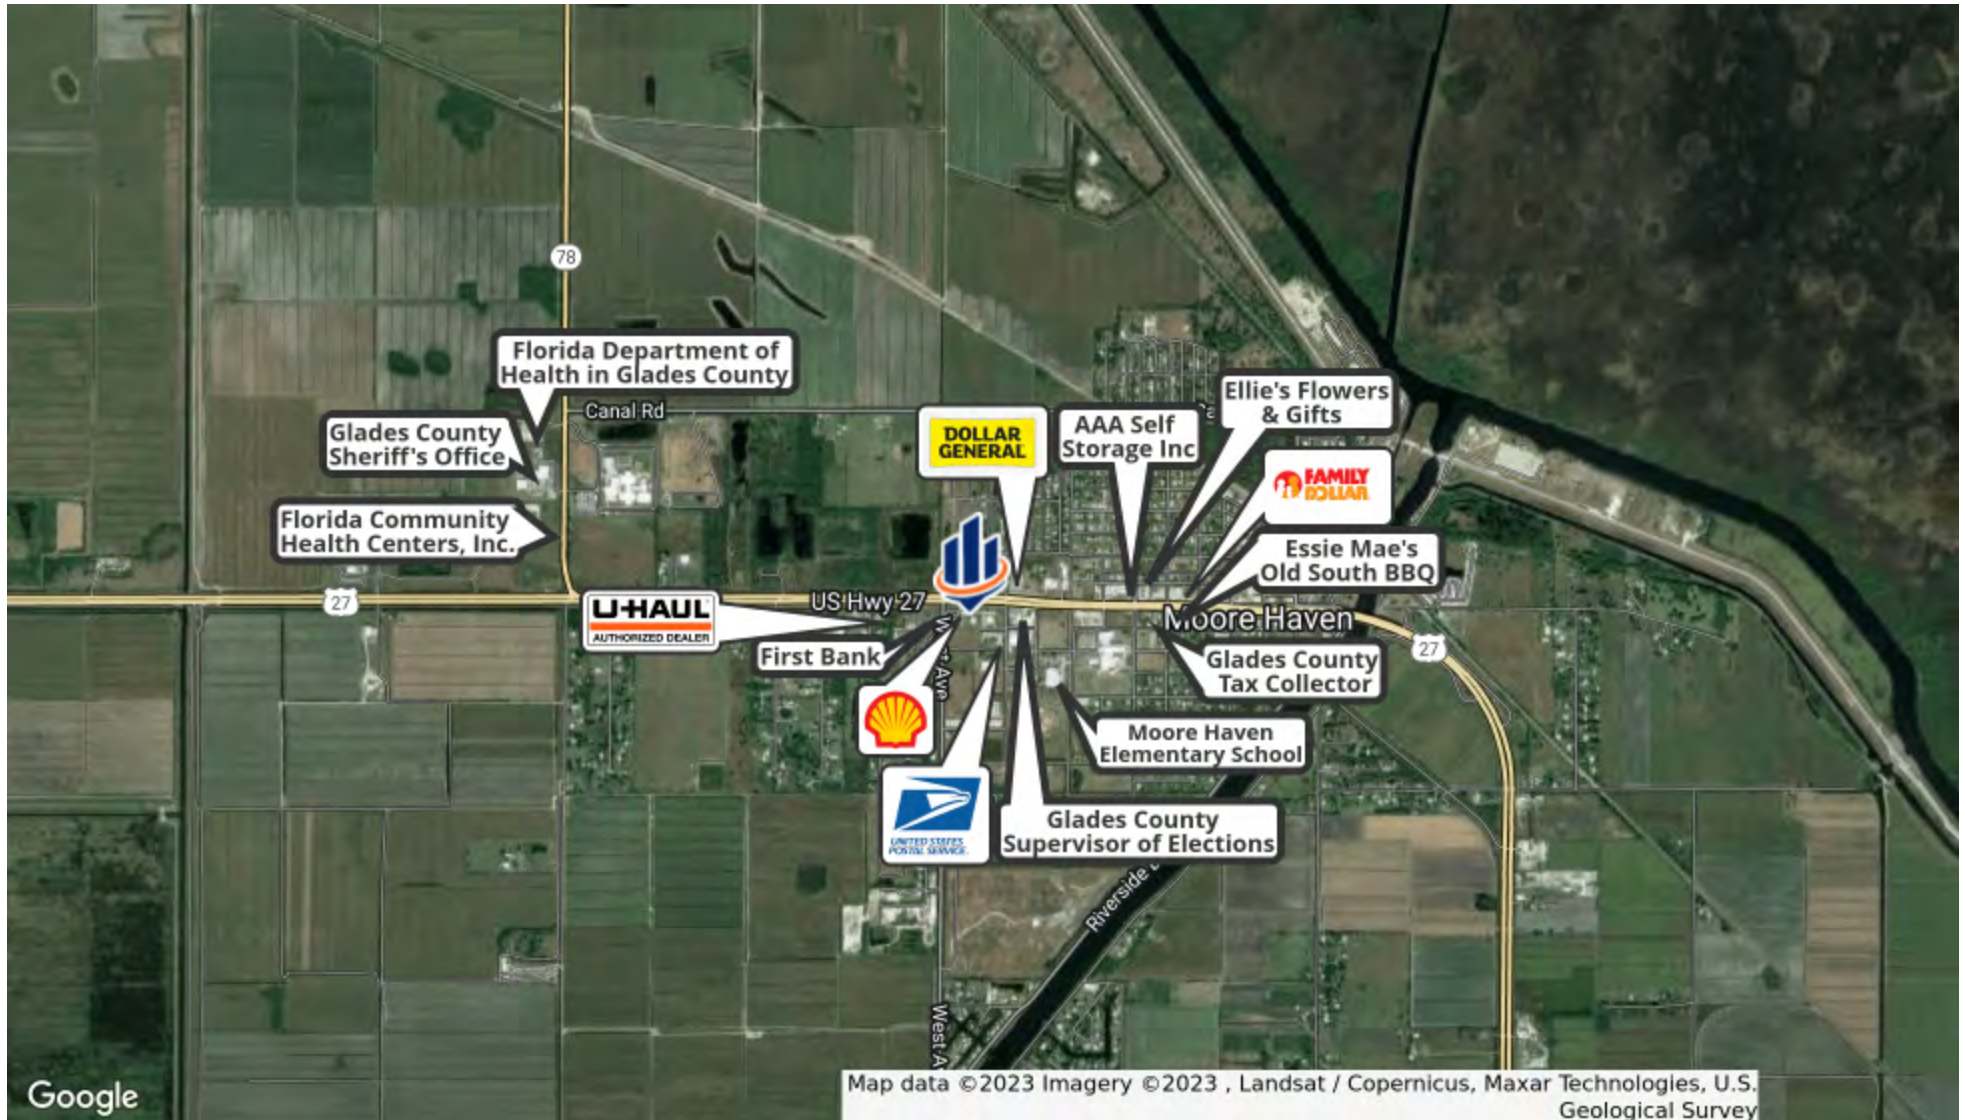 78
Florida Department of
Health in Glades County
Canal Rd
Glades County
Sheriff's Office
DOLLAR
GENERAL
AAA Self
Storage Inc
Ellie's Flowers
& Gifts
FAMILY
DOLLAR
Florida Community
Health Centers, Inc.
Essie Mae's
Old South BBQ
27
U-HAUL
AUTHORIZED DEALER
US Hwy 27
Moore Haven
27
First Bank
Glades County
Tax Collector
Moore Haven
Elementary School
UNITED STATES
POSTAL SERVICE
Glades County
Supervisor of Elections
Riverside
West A
Google
Map data ©2023 Imagery ©2023 , Landsat / Copernicus, Maxar Technologies, U.S.
Geological Survey